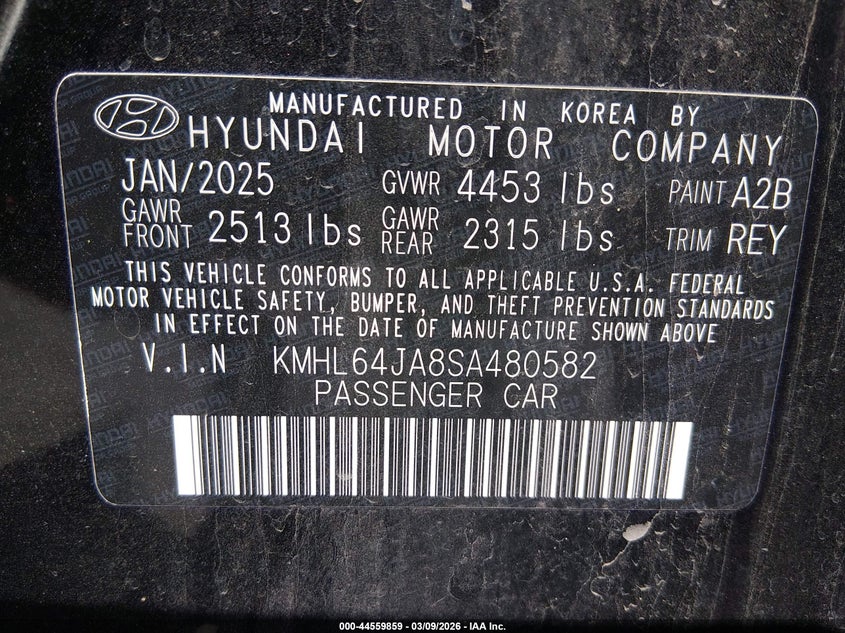 MANUFACTURED IN KOREA BY
HYUNDAI MOTOR COMPANY
JAN/2025 GVWR 4453 lbs PAINT A2B
GAWR FRONT 2513 lbs GAWR REAR 2315 lbs TRIM REY
THIS VEHICLE CONFORMS TO ALL APPLICABLE U.S.A. FEDERAL
MOTOR VEHICLE SAFETY, BUMPER, AND THEFT PREVENTION STANDARDS
IN EFFECT ON THE DATE OF MANUFACTURE SHOWN ABOVE
V.I.N KMHL64JA8SA480582
PASSENGER CAR
000-44559859 - 03/09/2026 - IAA Inc.